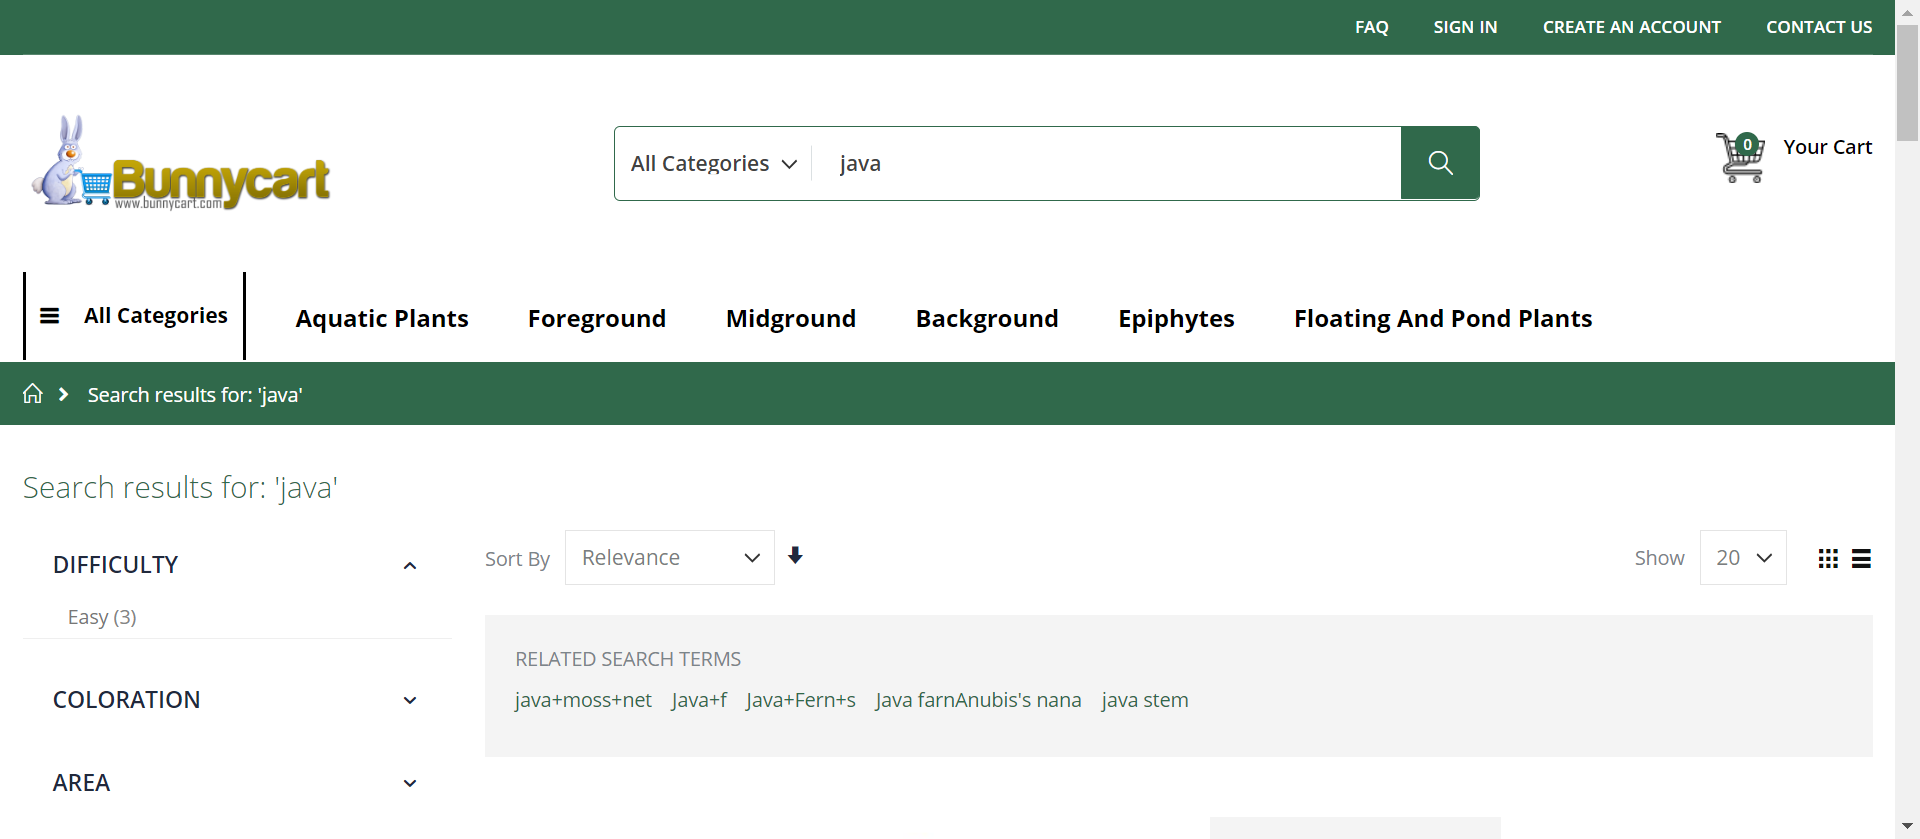 FAQ SIGN IN CREATE AN ACCOUNT CONTACT US
Bunnycart
www.bunnycart.com
All Categories java
0 Your Cart
All Categories Aquatic Plants Foreground Midground Background Epiphytes Floating And Pond Plants
Search results for: 'java'
Search results for: 'java'
DIFFICULTY
Easy (3)
COLORATION
AREA
Sort By Relevance Show 20
RELATED SEARCH TERMS
java+moss+net Java+f Java+Fern+s Java farnAnubis's nana java stem